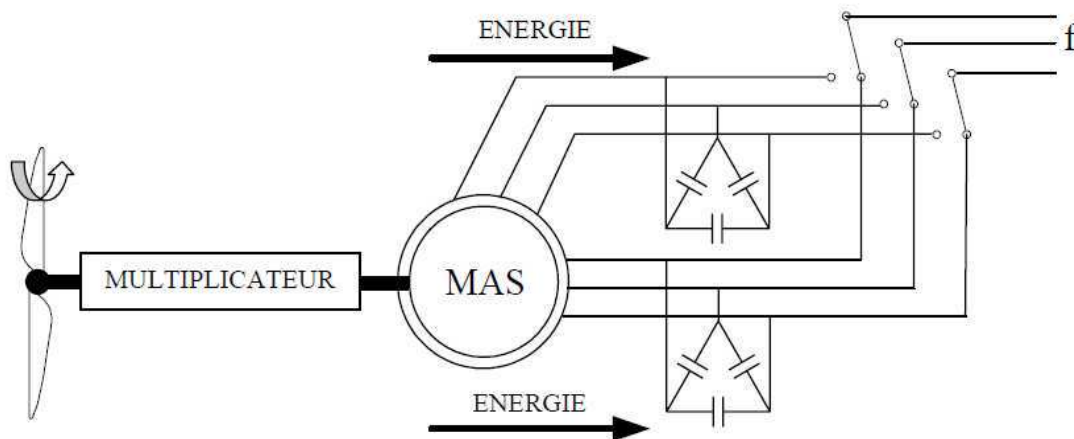 ENERGIE
f
MULTIPLICATEUR
MAS
ENERGIE